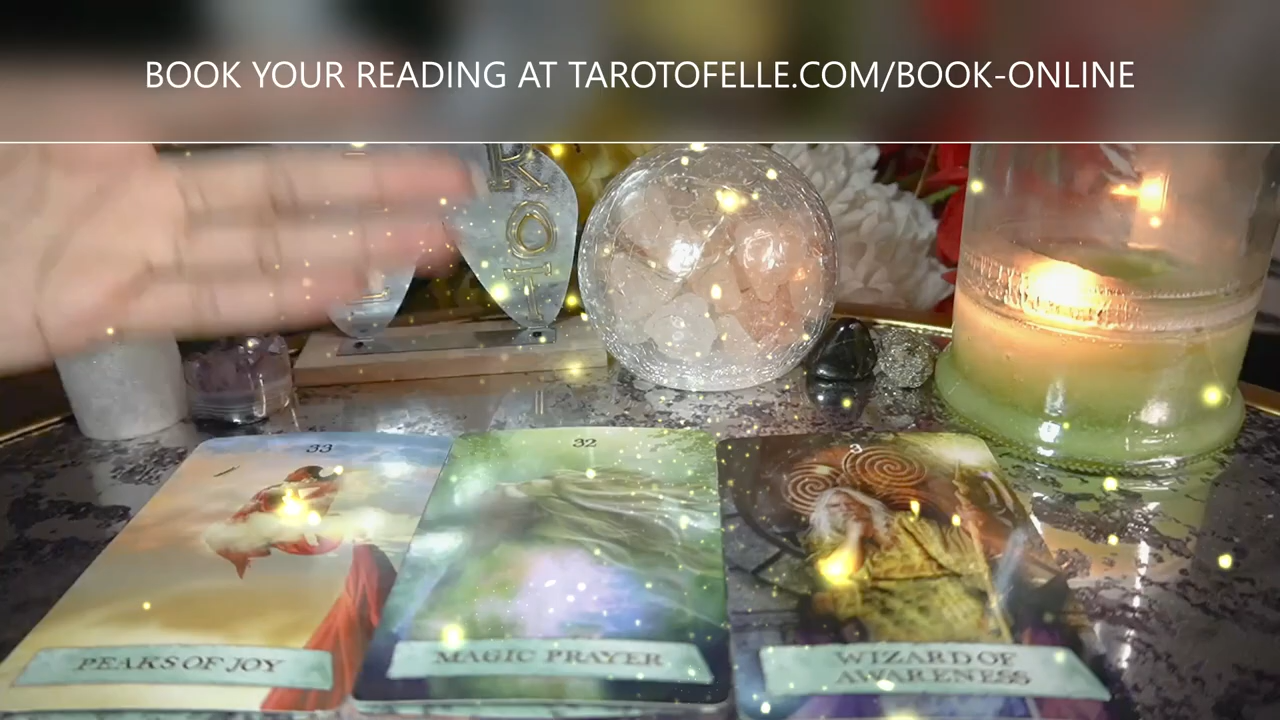 BOOK YOUR READING AT TAROTOFELLE.COM/BOOK-ONLINE
R
O
T
33
PEAKS OF JOY
32
MAGIC PRAYER
3
WIZARD OF
AWARENESS